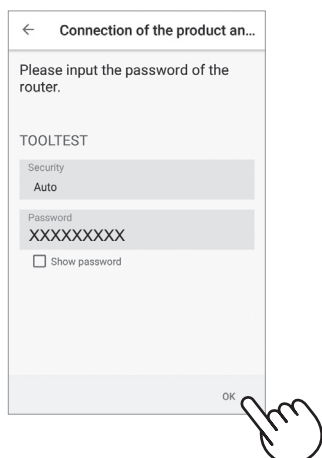 ← Connection of the product an...
Please input the password of the
router.
TOOLTEST
Security
Auto
Password
XXXXXXXXX
Show password
OK